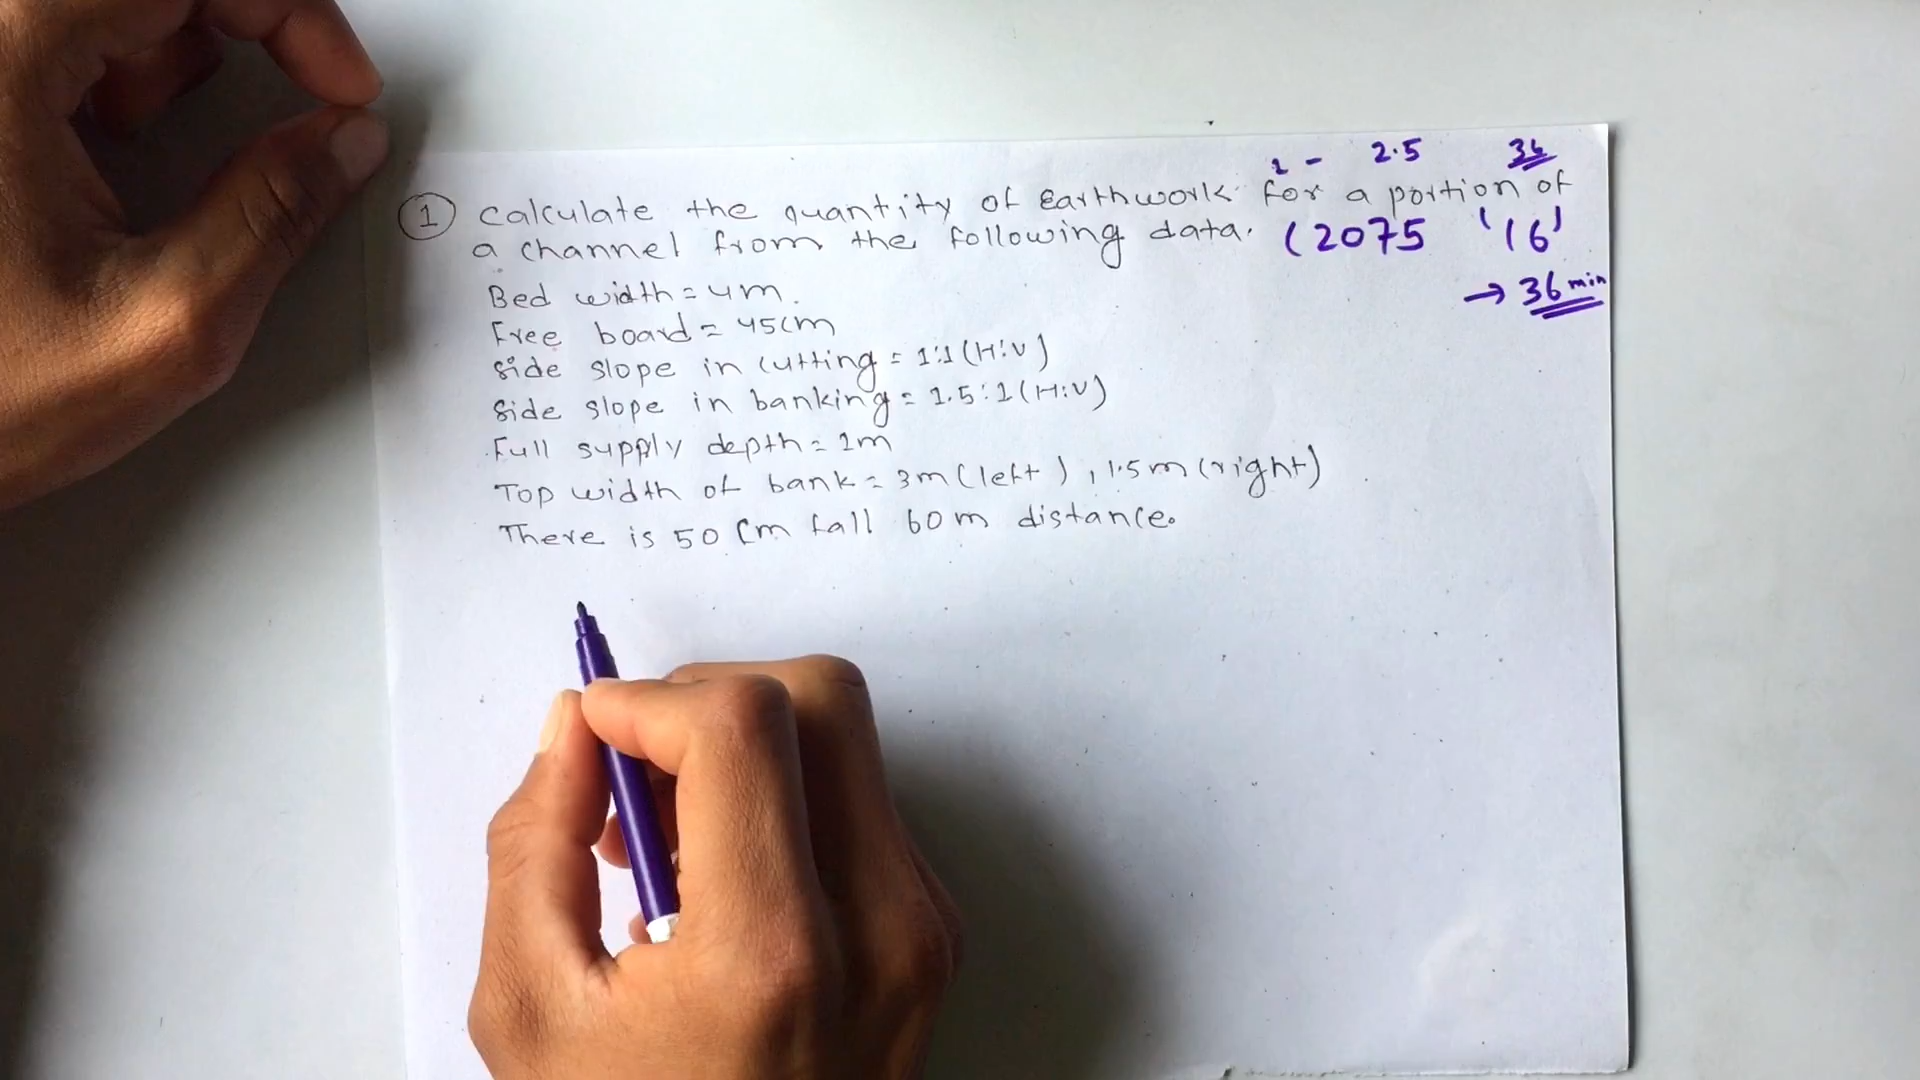 1 - 2.5 36
① Calculate the quantity of Earthwork for a portion of
a channel from the following data. (2075 '16'
→ 36 min
Bed width = 4m.
Free board = 45cm
Side slope in cutting = 1:1 (H:V)
Side slope in banking = 1.5:1 (H:V)
Full supply depth = 1m
Top width of bank = 3m (left), 1.5m (right)
There is 50 cm fall 60m distance.